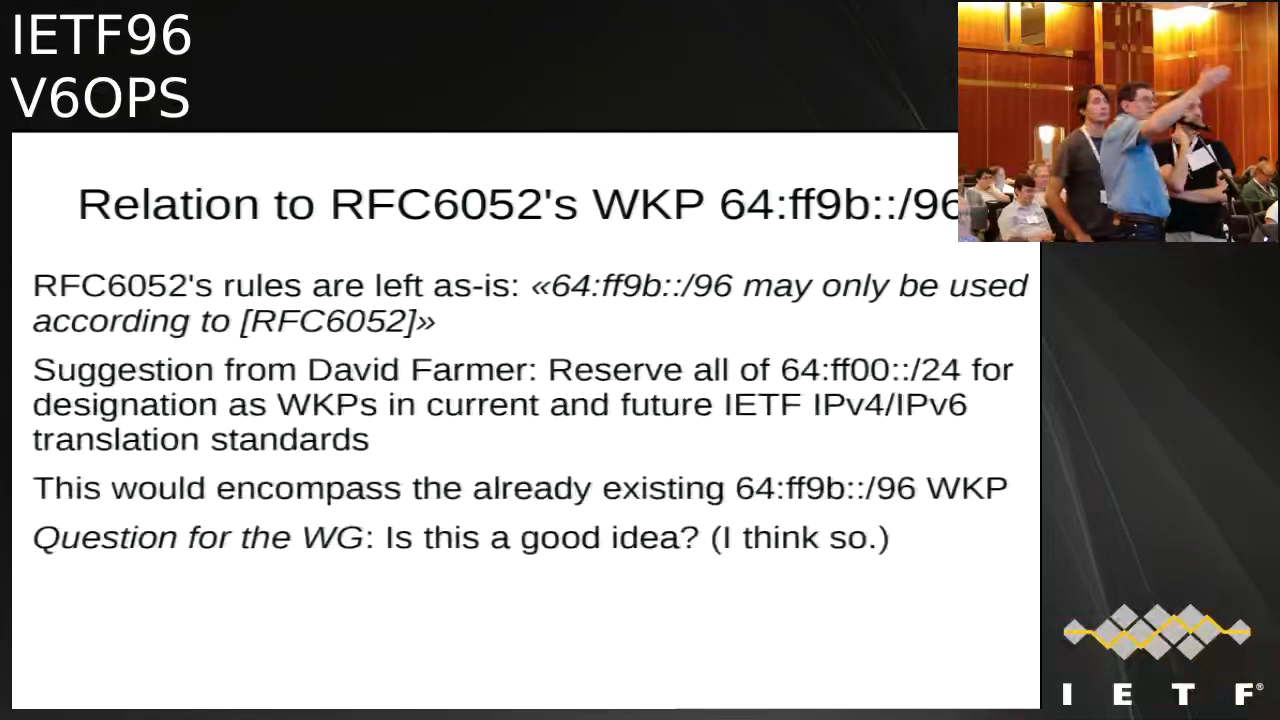 IETF96
V6OPS
Relation to RFC6052's WKP 64:ff9b::/96
RFC6052's rules are left as-is: «64:ff9b::/96 may only be used
according to [RFC6052]»
Suggestion from David Farmer: Reserve all of 64:ff00::/24 for
designation as WKPs in current and future IETF IPv4/IPv6
translation standards
This would encompass the already existing 64:ff9b::/96 WKP
Question for the WG: Is this a good idea? (I think so.)
I E T F®